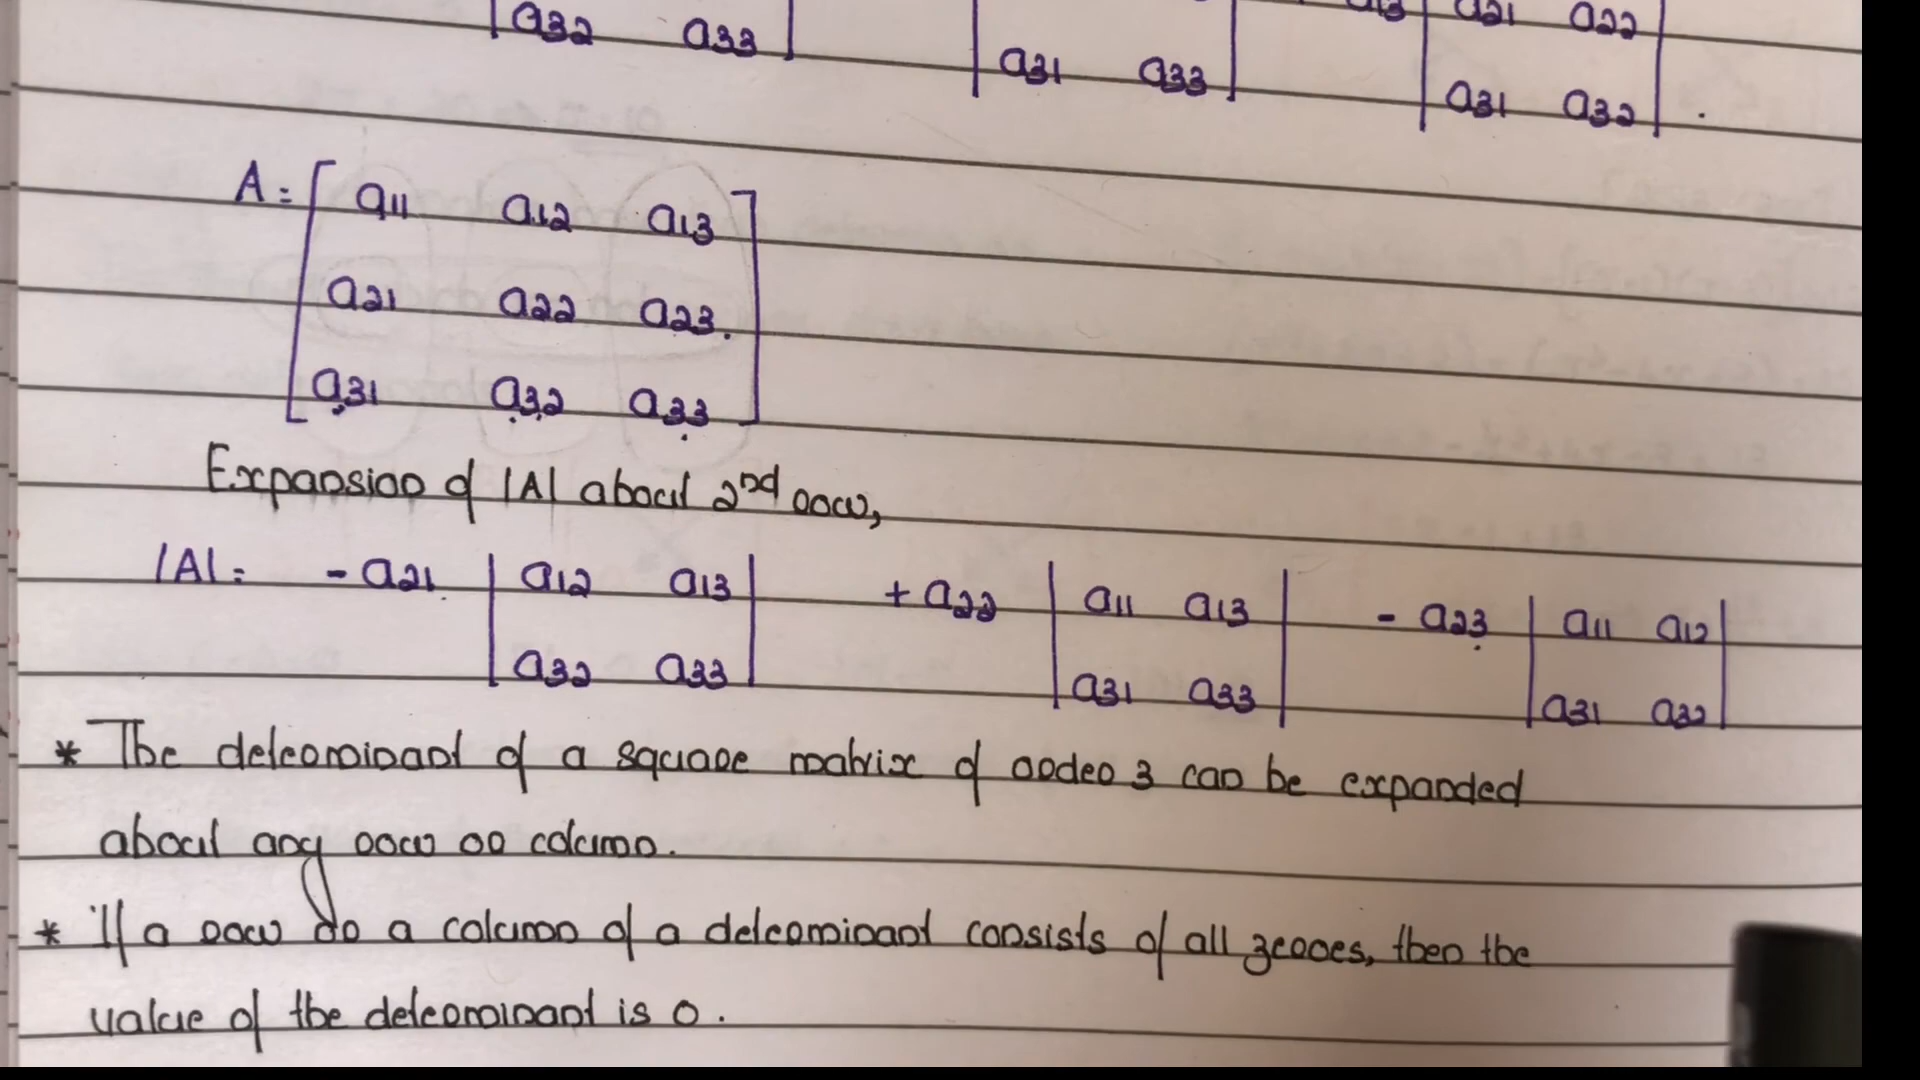 a32 a33 | | a31 a33 | a13 | a21 a22 | a31 a32 | .
A = [ a11 a12 a13
a21 a22 a23
a31 a32 a33 ]
Expansion of |A| about 2nd row,
|A| = - a21 | a12 a13 | + a22 | a11 a13 | - a23 | a11 a12 |
| a32 a33 | | a31 a33 | | a31 a32 |
* The determinant of a square matrix of order 3 can be expanded
about any row or column.
* If a row or a column of a determinant consists of all zeroes, then the
value of the determinant is 0.